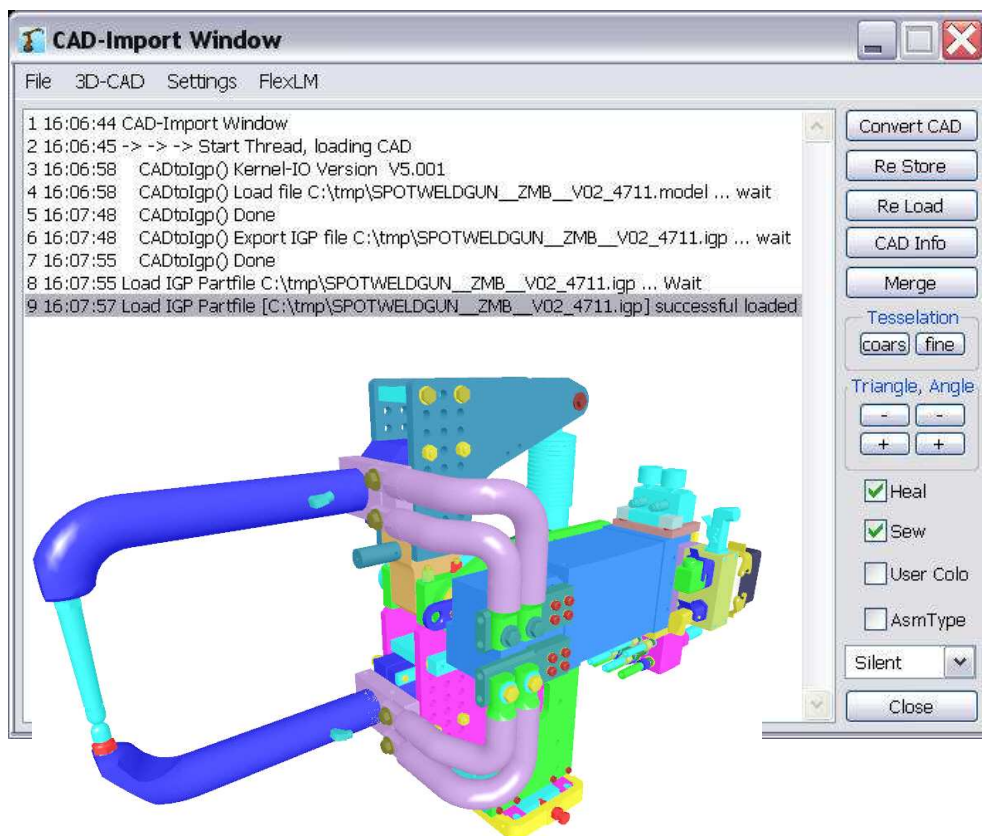 CAD-Import Window
File 3D-CAD Settings FlexLM
1 16:06:44 CAD-Import Window
2 16:06:45 -> -> -> Start Thread, loading CAD
3 16:06:58 CADtoIgp() Kernel-IO Version V5.001
4 16:06:58 CADtoIgp() Load file C:\tmp\SPOTWELDGUN__ZMB__V02_4711.model ... wait
5 16:07:48 CADtoIgp() Done
6 16:07:48 CADtoIgp() Export IGP file C:\tmp\SPOTWELDGUN__ZMB__V02_4711.igp ... wait
7 16:07:55 CADtoIgp() Done
8 16:07:55 Load IGP Partfile C:\tmp\SPOTWELDGUN__ZMB__V02_4711.igp ... Wait
9 16:07:57 Load IGP Partfile [C:\tmp\SPOTWELDGUN__ZMB__V02_4711.igp] successful loaded
Convert CAD
Re Store
Re Load
CAD Info
Merge
Tesselation
coars fine
Triangle, Angle
- -
+ +
Heal
Sew
User Colo
AsmType
Silent
Close